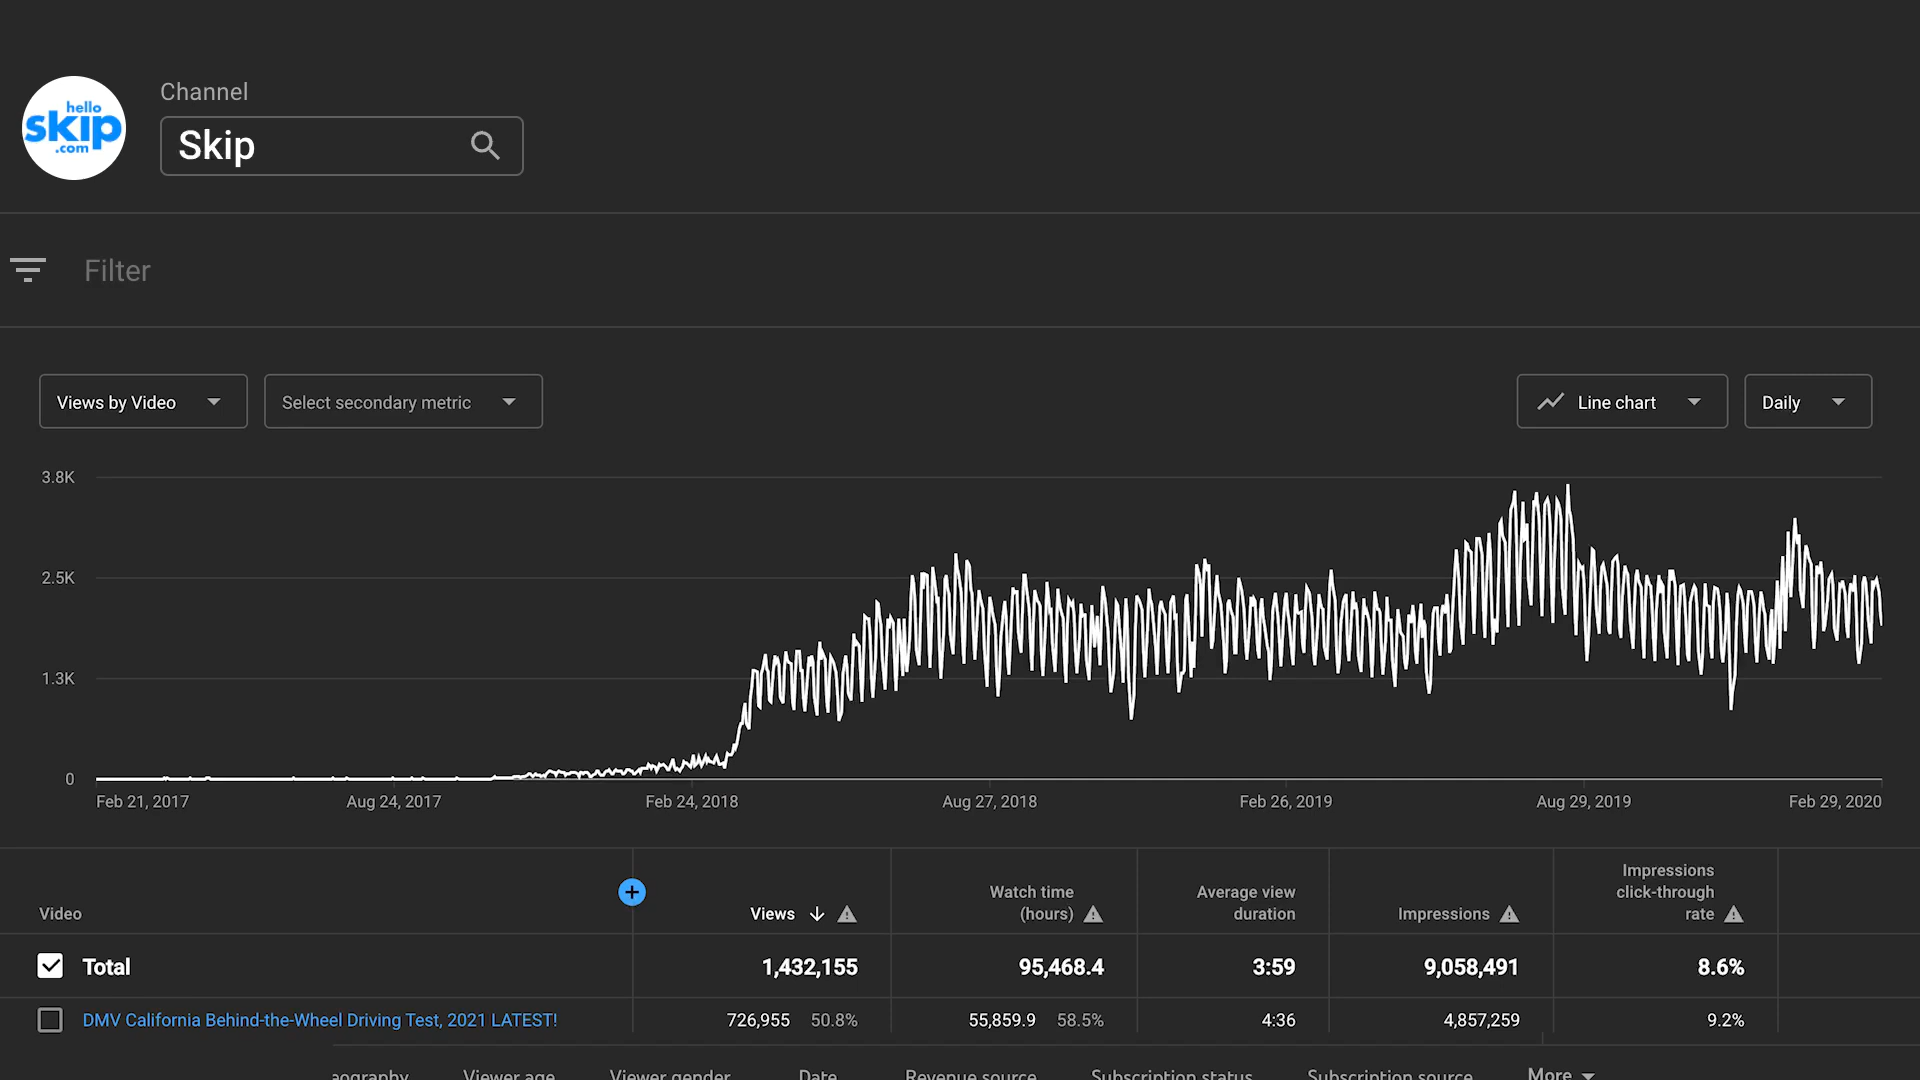 hello
skip
.com
Channel
Skip
Filter
Views by Video
Select secondary metric
Line chart
Daily
3.8K
2.5K
1.3K
0
Feb 21, 2017
Aug 24, 2017
Feb 24, 2018
Aug 27, 2018
Feb 26, 2019
Aug 29, 2019
Feb 29, 2020
Video
Views
Watch time
(hours)
Average view
duration
Impressions
Impressions
click-through
rate
Total
1,432,155
95,468.4
3:59
9,058,491
8.6%
DMV California Behind-the-Wheel Driving Test, 2021 LATEST!
726,955 50.8%
55,859.9 58.5%
4:36
4,857,259
9.2%
Viewer age
Viewer gender
Date
Revenue source
Subscription status
Subscription source
More